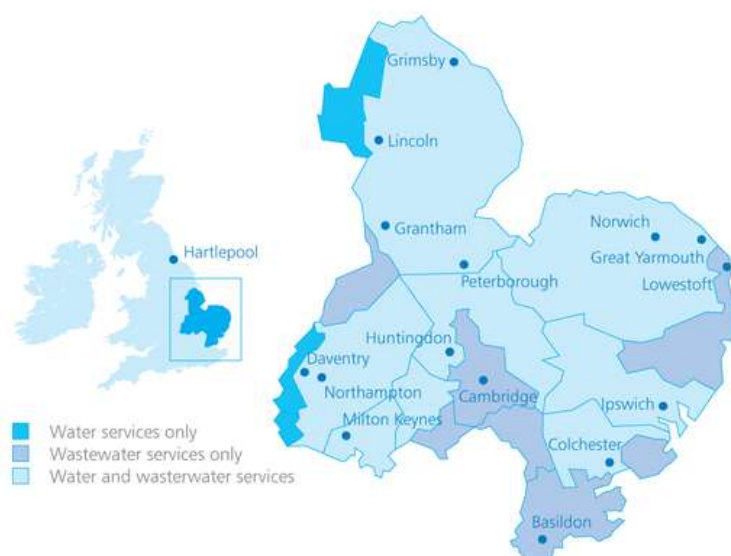 Grimsby
Lincoln
Hartlepool
Grantham
Norwich
Great Yarmouth
Lowestoft
Peterborough
Huntingdon
Daventry
Northampton
Cambridge
Milton Keynes
Ipswich
Colchester
Basildon
Water services only
Wastewater services only
Water and wasterwater services